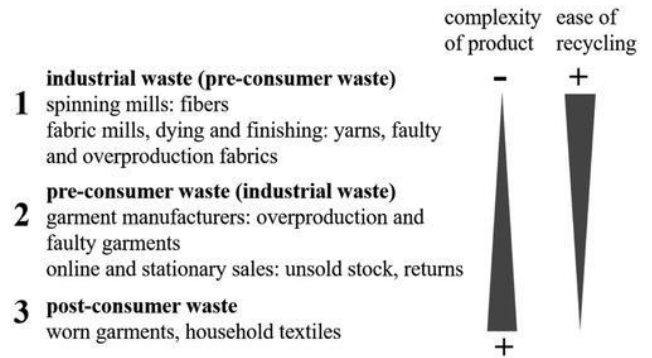 complexity of product
ease of recycling
-
+
1
industrial waste (pre-consumer waste)
spinning mills: fibers
fabric mills, dying and finishing: yarns, faulty
and overproduction fabrics
2
pre-consumer waste (industrial waste)
garment manufacturers: overproduction and
faulty garments
online and stationary sales: unsold stock, returns
3
post-consumer waste
worn garments, household textiles
+